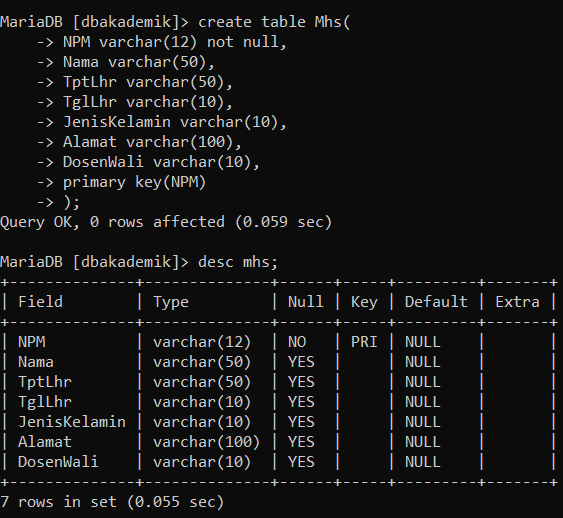 MariaDB [dbakademik]> create table Mhs(
    -> NPM varchar(12) not null,
    -> Nama varchar(50),
    -> TptLhr varchar(50),
    -> TglLhr varchar(10),
    -> JenisKelamin varchar(10),
    -> Alamat varchar(100),
    -> DosenWali varchar(10),
    -> primary key(NPM)
    -> );
Query OK, 0 rows affected (0.059 sec)

MariaDB [dbakademik]> desc mhs;
+--------------+--------------+------+-----+---------+-------+
| Field        | Type         | Null | Key | Default | Extra |
+--------------+--------------+------+-----+---------+-------+
| NPM          | varchar(12)  | NO   | PRI | NULL    |       |
| Nama         | varchar(50)  | YES  |     | NULL    |       |
| TptLhr       | varchar(50)  | YES  |     | NULL    |       |
| TglLhr       | varchar(10)  | YES  |     | NULL    |       |
| JenisKelamin | varchar(10)  | YES  |     | NULL    |       |
| Alamat       | varchar(100) | YES  |     | NULL    |       |
| DosenWali    | varchar(10)  | YES  |     | NULL    |       |
+--------------+--------------+------+-----+---------+-------+
7 rows in set (0.055 sec)